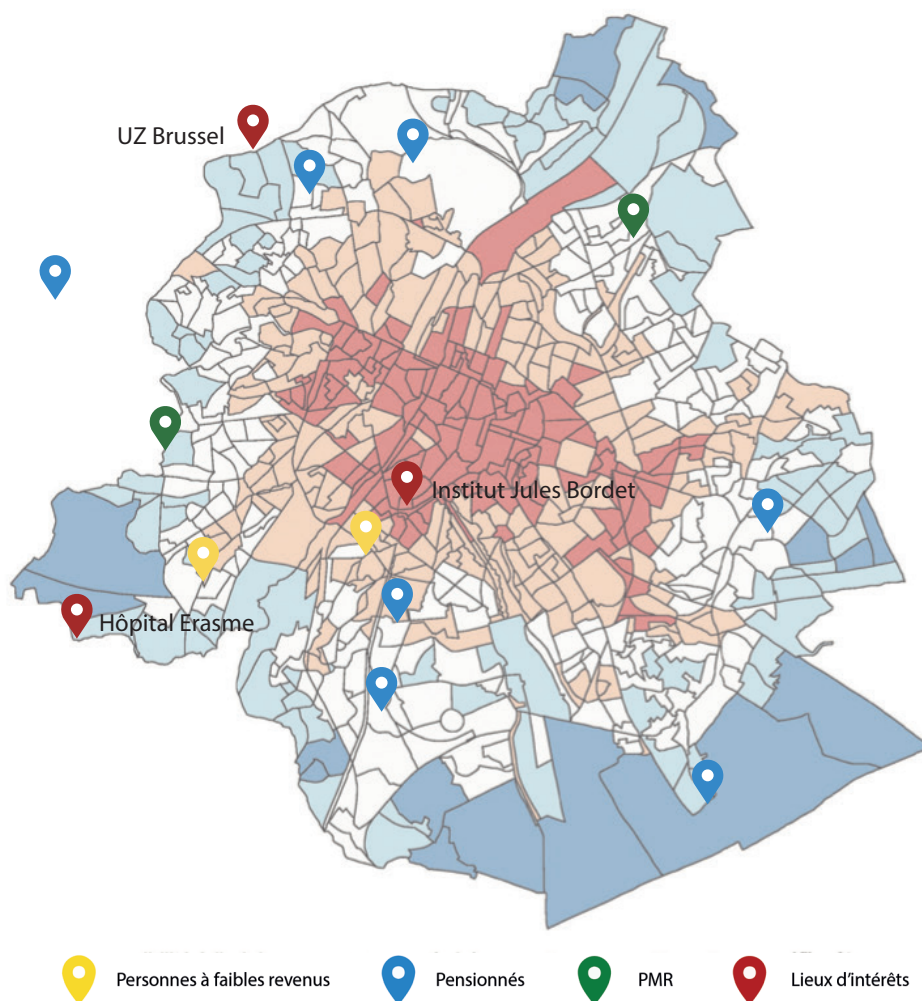 UZ Brussel
Institut Jules Bordet
Hôpital Erasme
Personnes à faibles revenus
Pensionnés
PMR
Lieux d'intérêts